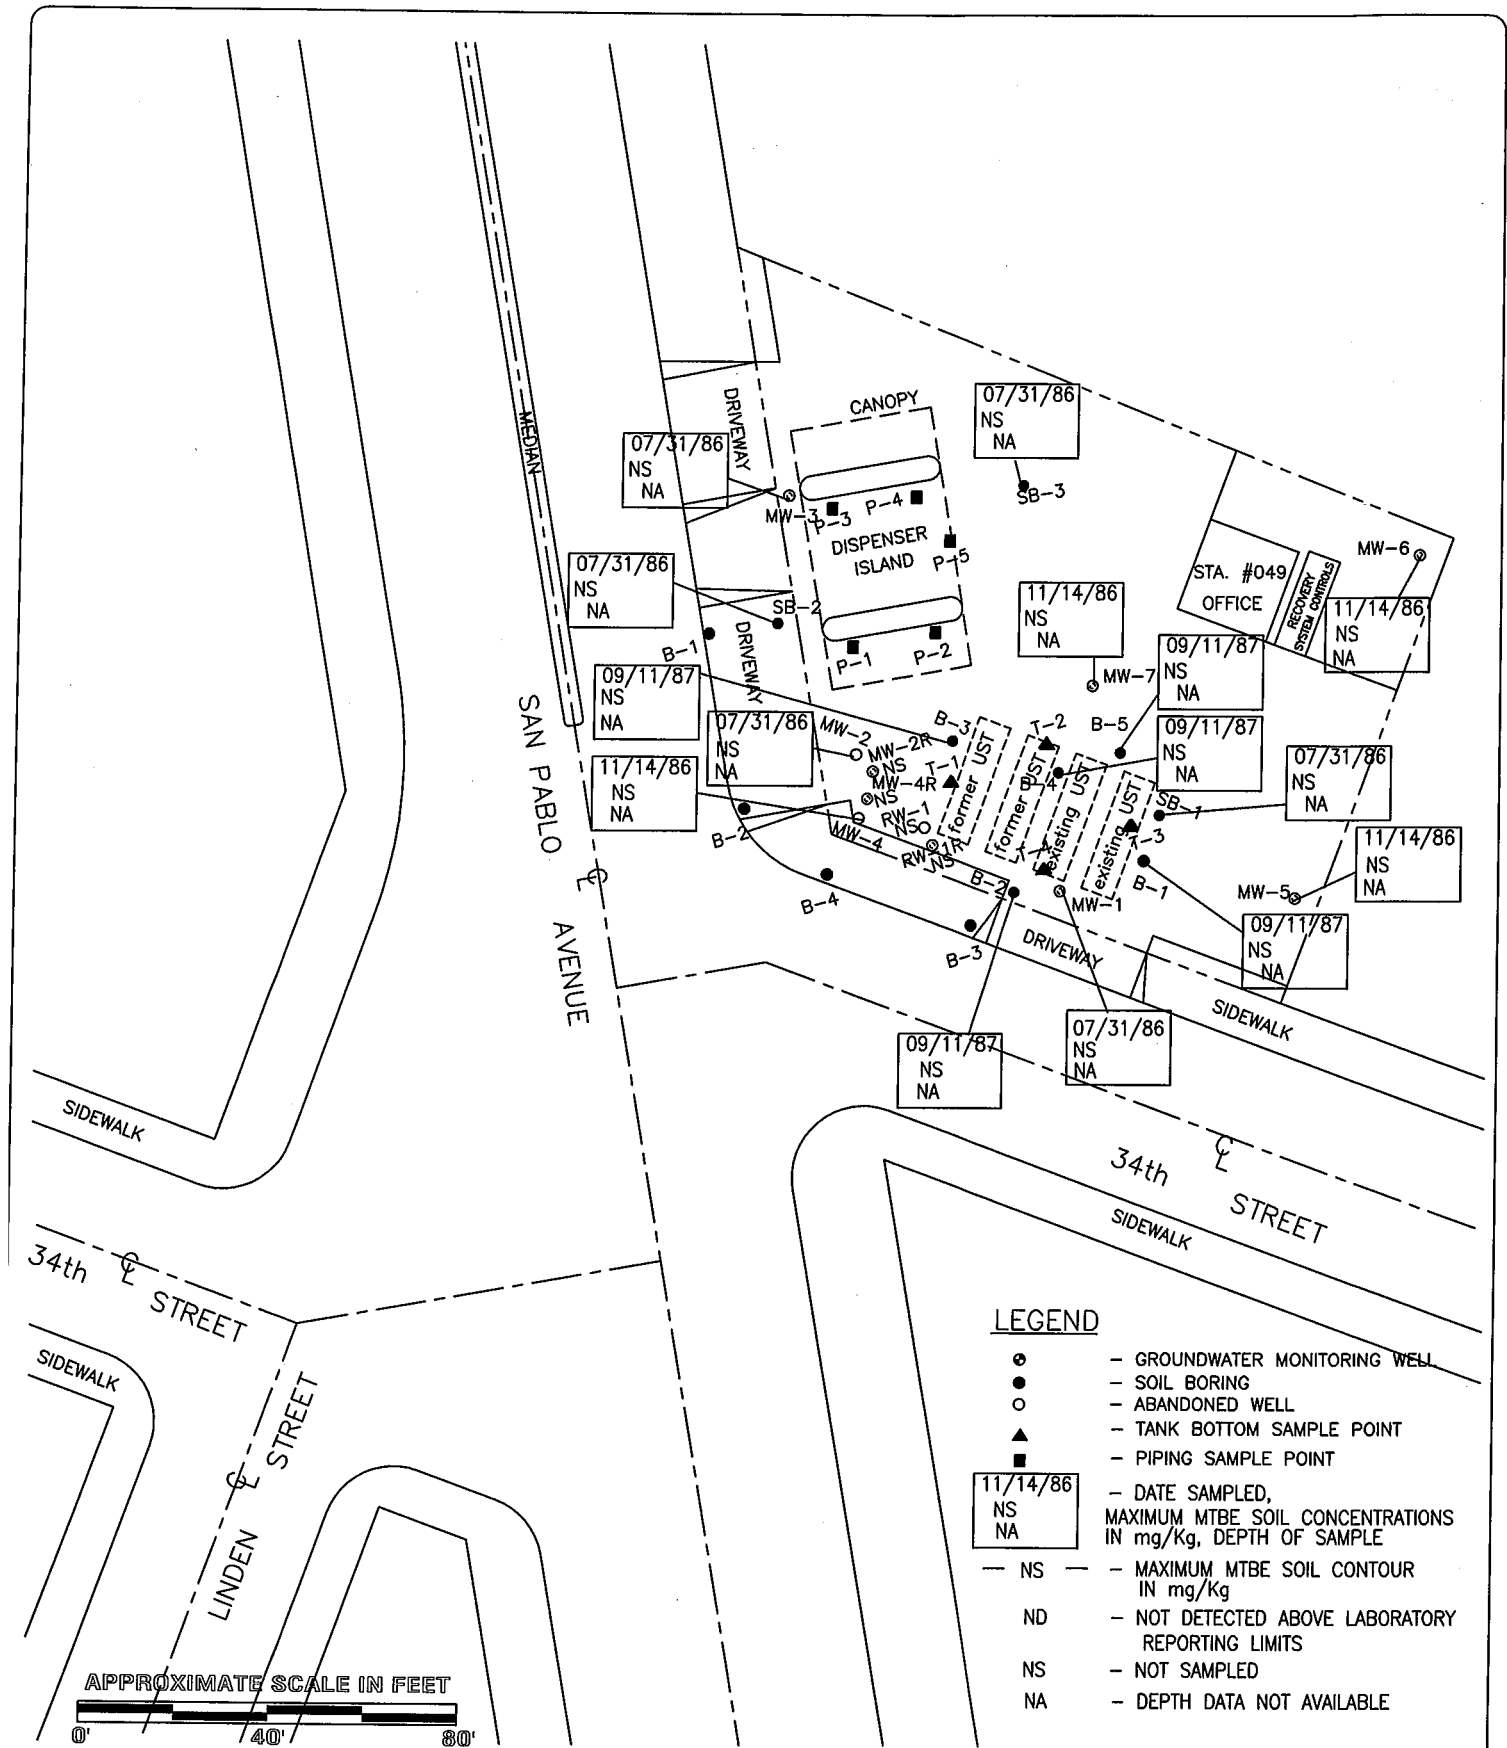 CANOPY
07/31/86
NS
NA
DRIVEWAY
MEDIAN
07/31/86
NS
NA
MW-3
P-3
P-4
SB-3
DISPENSER
ISLAND
P-5
MW-6
STA. #049
OFFICE
RECOVERY
SYSTEM CONTROLS
07/31/86
NS
NA
SB-2
11/14/86
NS
NA
11/14/86
NS
NA
B-1
DRIVEWAY
P-1
P-2
09/11/87
NS
NA
MW-7
09/11/87
NS
NA
SAN PABLO
AVENUE
07/31/86
NS
NA
MW-2
MW-2R
NS
B-3
T-2
B-5
09/11/87
NS
NA
11/14/86
NS
NA
MW-4R
NS
T-1
former UST
former UST
B-4
existing UST
existing UST
SB-1
07/31/86
NS
NA
B-2
MW-4
RW-1
NS
RW-1R
NS
T-3
B-1
11/14/86
NS
NA
B-4
B-2
MW-1
MW-5
B-3
DRIVEWAY
09/11/87
NS
NA
09/11/87
NS
NA
07/31/86
NS
NA
SIDEWALK
SIDEWALK
34th
STREET
SIDEWALK
34th
STREET
SIDEWALK
LINDEN
STREET
LEGEND
- GROUNDWATER MONITORING WELL
- SOIL BORING
- ABANDONED WELL
- TANK BOTTOM SAMPLE POINT
- PIPING SAMPLE POINT
11/14/86
NS
NA
- DATE SAMPLED,
MAXIMUM MTBE SOIL CONCENTRATIONS
IN mg/Kg, DEPTH OF SAMPLE
— NS — - MAXIMUM MTBE SOIL CONTOUR
IN mg/Kg
ND - NOT DETECTED ABOVE LABORATORY
REPORTING LIMITS
NS - NOT SAMPLED
NA - DEPTH DATA NOT AVAILABLE
APPROXIMATE SCALE IN FEET
0' 40' 80'